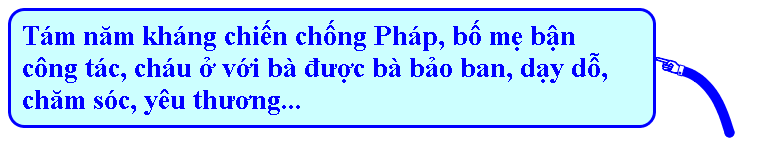 Tám năm kháng chiến chống Pháp, bố mẹ bận
công tác, cháu ở với bà được bà bảo ban, dạy dỗ,
chăm sóc, yêu thương...